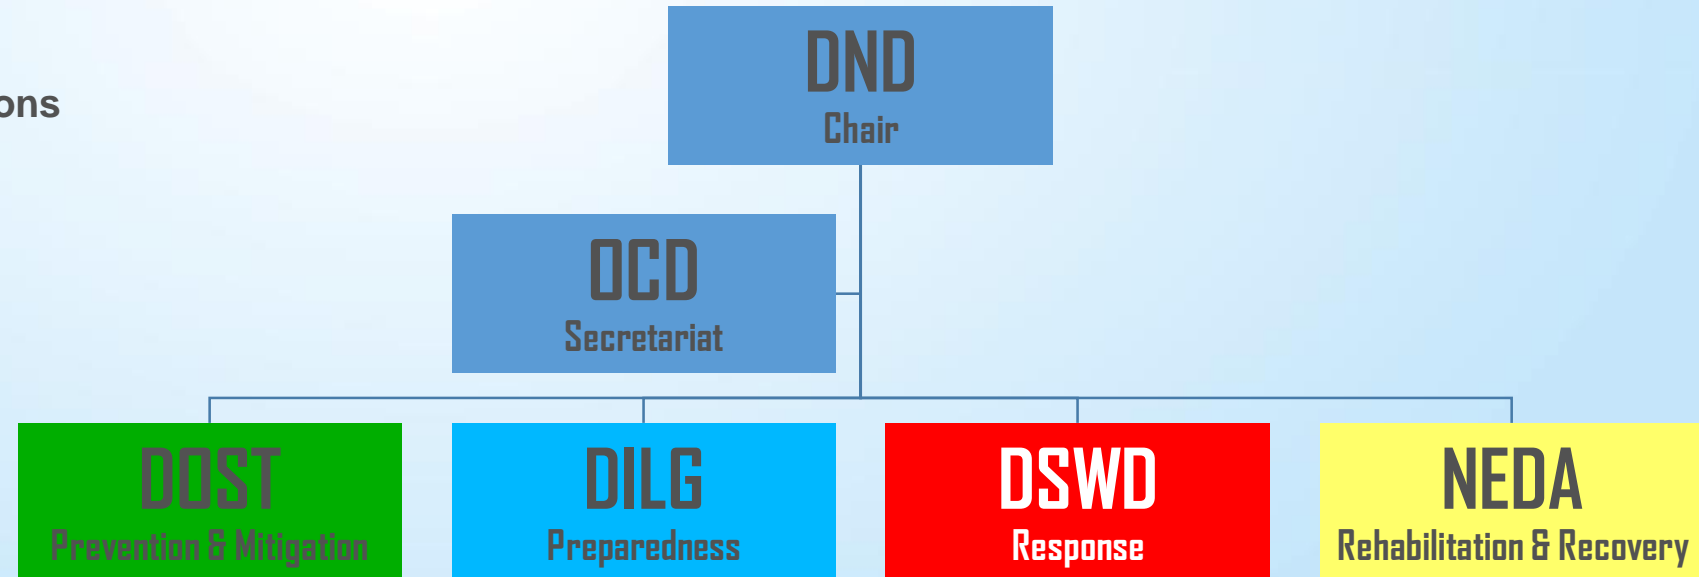 ons
DND
Chair
OCD
Secretariat
DOST
Prevention & Mitigation
DILG
Preparedness
DSWD
Response
NEDA
Rehabilitation & Recovery